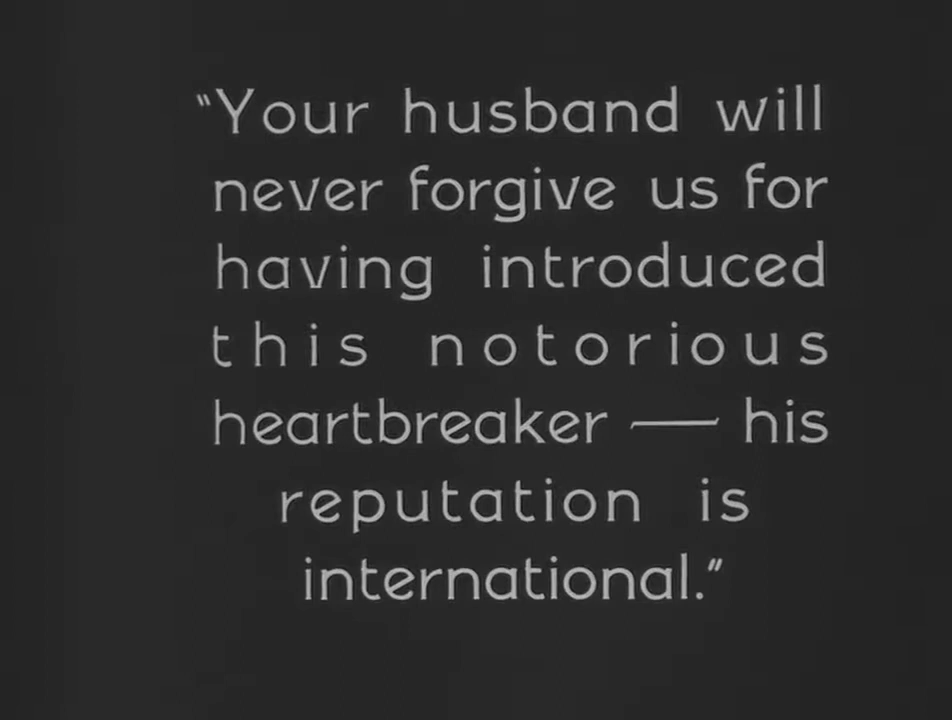 "Your husband will
never forgive us for
having introduced
this notorious
heartbreaker — his
reputation is
international."